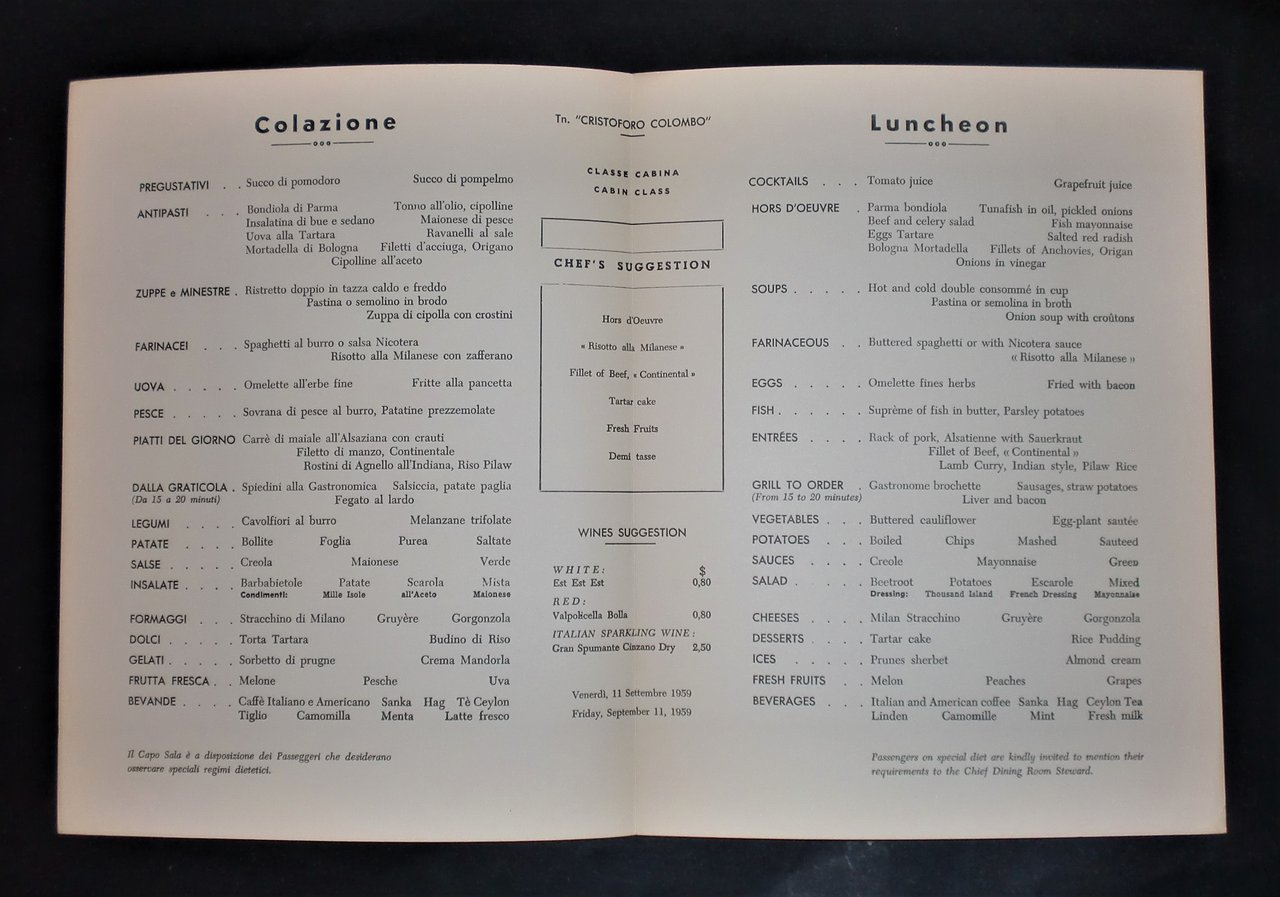 Colazione
PREGUSTATIVI . . Succo di pomodoro Succo di pompelmo
ANTIPASTI . . . Bondiola di Parma Tonno all'olio, cipolline
Insalatina di bue e sedano Maionese di pesce
Uova alla Tartara Ravanelli al sale
Mortadella di Bologna Filetti d'acciuga, Origano
Cipolline all'aceto
ZUPPE e MINESTRE . Ristretto doppio in tazza caldo e freddo
Pastina o semolino in brodo
Zuppa di cipolla con crostini
FARINACEI . . . Spaghetti al burro o salsa Nicotera
Risotto alla Milanese con zafferano
UOVA . . . . . Omelette all'erbe fine Fritte alla pancetta
PESCE . . . . . Sovrana di pesce al burro, Patatine prezzemolate
PIATTI DEL GIORNO Carrè di maiale all'Alsaziana con crauti
Filetto di manzo, Continentale
Rostini di Agnello all'Indiana, Riso Pilaw
DALLA GRATICOLA . Spiedini alla Gastronomica Salsiccia, patate paglia
(Da 15 a 20 minuti) Fegato al lardo
LEGUMI . . . . Cavolfiori al burro Melanzane trifolate
PATATE . . . . Bollite Foglia Purea Saltate
SALSE . . . . . Creola Maionese Verde
INSALATE . . . . Barbabietole Patate Scarola Mista
Condimenti: Mille Isole all'Aceto Maionese
FORMAGGI . . . Stracchino di Milano Gruyère Gorgonzola
DOLCI . . . . . Torta Tartara Budino di Riso
GELATI . . . . . Sorbetto di prugne Crema Mandorla
FRUTTA FRESCA . . Melone Pesche Uva
BEVANDE . . . . Caffè Italiano e Americano Sanka Hag Tè Ceylon
Tiglio Camomilla Menta Latte fresco
Il Capo Sala è a disposizione dei Passeggeri che desiderano
osservare speciali regimi dietetici.
Tn. "CRISTOFORO COLOMBO"
CLASSE CABINA
CABIN CLASS
CHEF'S SUGGESTION
Hors d'Oeuvre
« Risotto alla Milanese »
Fillet of Beef, « Continental »
Tartar cake
Fresh Fruits
Demi tasse
WINES SUGGESTION
WHITE: $
Est Est Est 0,80
RED:
Valpolicella Bolla 0,80
ITALIAN SPARKLING WINE:
Gran Spumante Cinzano Dry 2,50
Venerdì, 11 Settembre 1959
Friday, September 11, 1959
Luncheon
COCKTAILS . . . Tomato juice Grapefruit juice
HORS D'OEUVRE . Parma bondiola Tunafish in oil, pickled onions
Beef and celery salad Fish mayonnaise
Eggs Tartare Salted red radish
Bologna Mortadella Fillets of Anchovies, Origan
Onions in vinegar
SOUPS . . . . . Hot and cold double consommé in cup
Pastina or semolina in broth
Onion soup with croûtons
FARINACEOUS . . Buttered spaghetti or with Nicotera sauce
« Risotto alla Milanese »
EGGS . . . . . Omelette fines herbs Fried with bacon
FISH . . . . . . Suprème of fish in butter, Parsley potatoes
ENTRÉES . . . . Rack of pork, Alsatienne with Sauerkraut
Fillet of Beef, « Continental »
Lamb Curry, Indian style, Pilaw Rice
GRILL TO ORDER . Gastronome brochette Sausages, straw potatoes
(From 15 to 20 minutes) Liver and bacon
VEGETABLES . . . Buttered cauliflower Egg-plant sautée
POTATOES . . . Boiled Chips Mashed Sauteed
SAUCES . . . . Creole Mayonnaise Green
SALAD . . . . . Beetroot Potatoes Escarole Mixed
Dressing: Thousand Island French Dressing Mayonnaise
CHEESES . . . . Milan Stracchino Gruyère Gorgonzola
DESSERTS . . . . Tartar cake Rice Pudding
ICES . . . . . Prunes sherbet Almond cream
FRESH FRUITS . . Melon Peaches Grapes
BEVERAGES . . . Italian and American coffee Sanka Hag Ceylon Tea
Linden Camomille Mint Fresh milk
Passengers on special diet are kindly invited to mention their
requirements to the Chief Dining Room Steward.